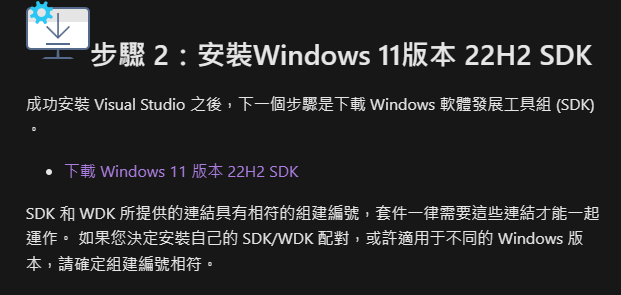 步驟 2：安裝Windows 11版本 22H2 SDK
成功安裝 Visual Studio 之後，下一個步驟是下載 Windows 軟體發展工具組 (SDK)
。
下載 Windows 11 版本 22H2 SDK
SDK 和 WDK 所提供的連結具有相符的組建編號，套件一律需要這些連結才能一起
運作。 如果您決定安裝自己的 SDK/WDK 配對，或許適用于不同的 Windows 版
本，請確定組建編號相符。